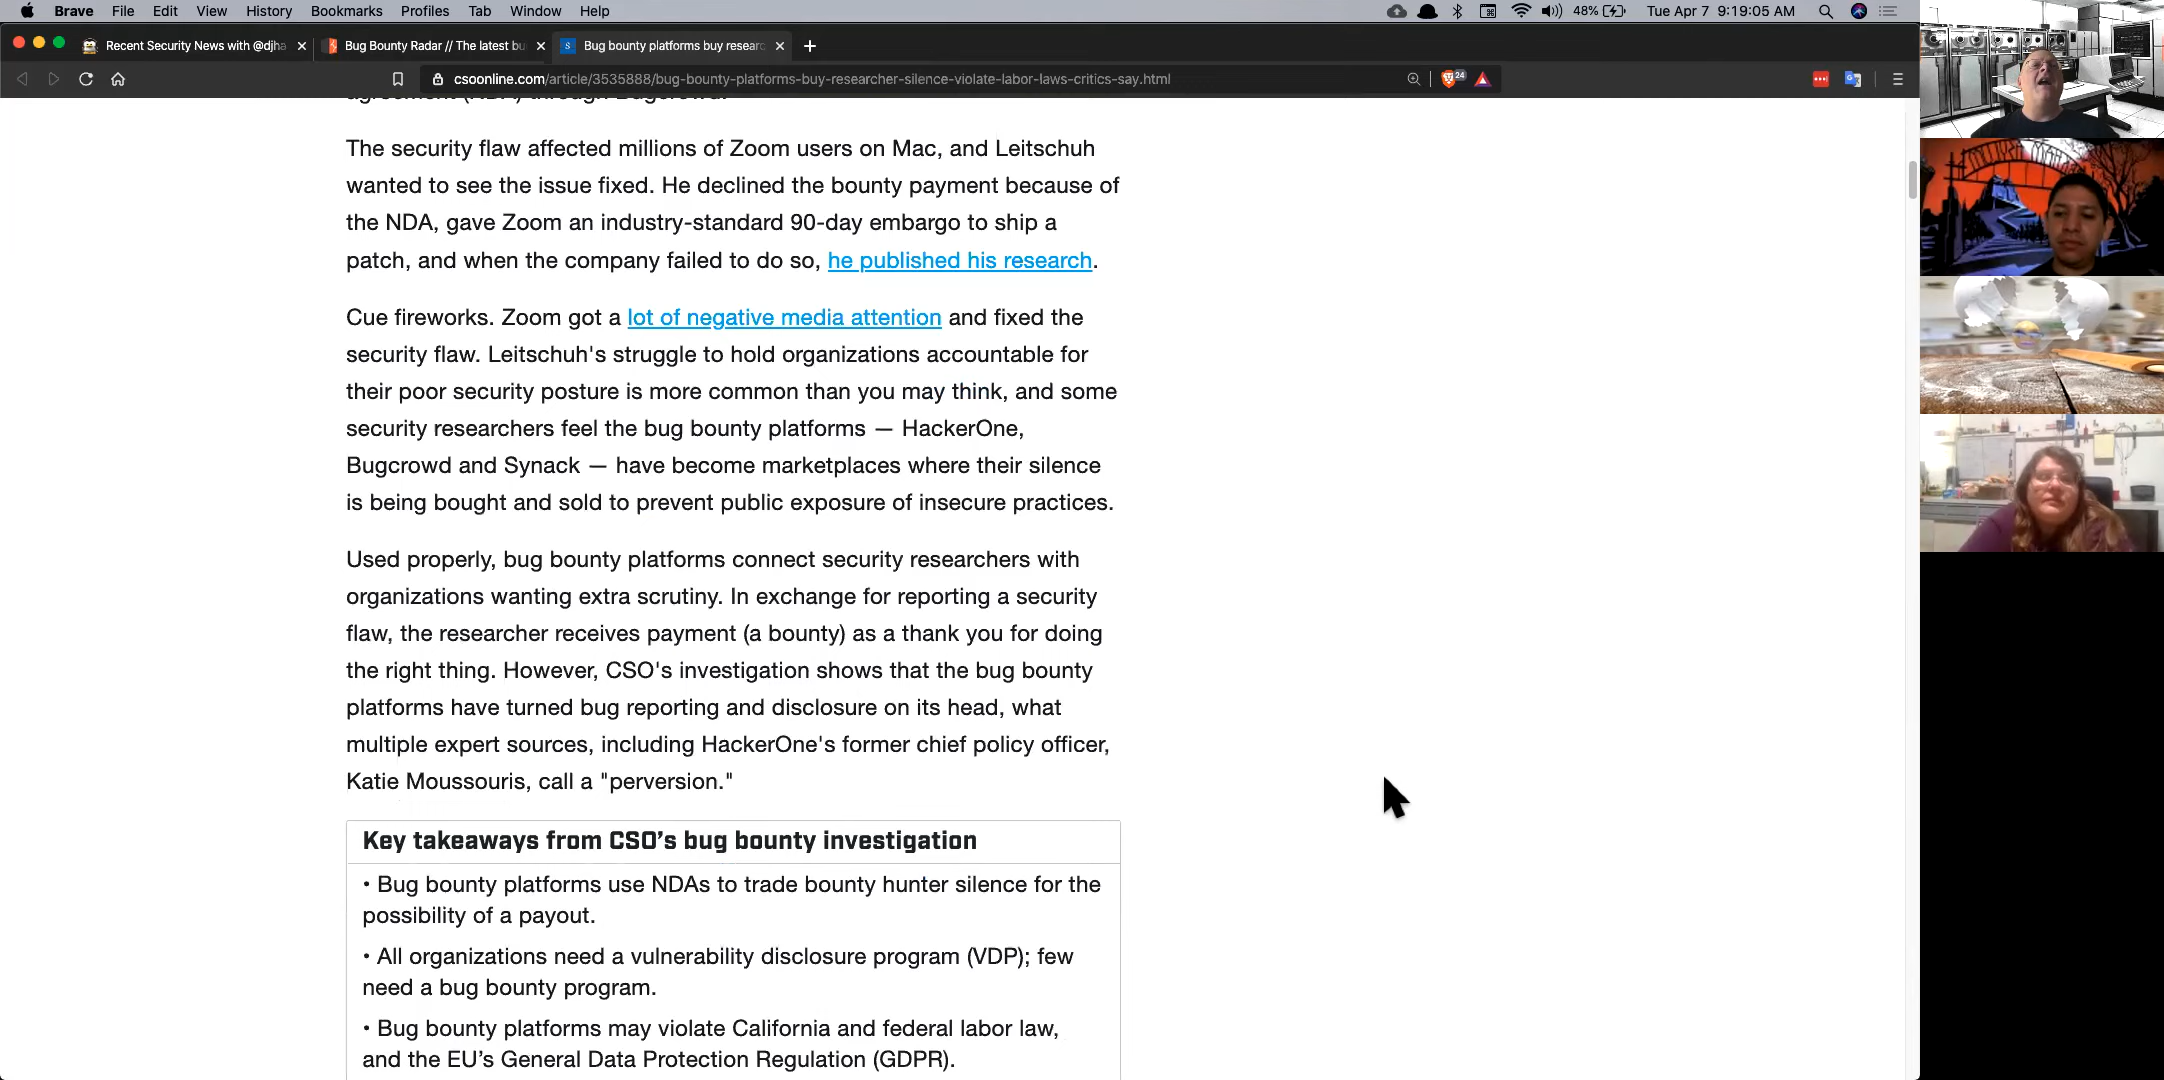 Brave File Edit View History Bookmarks Profiles Tab Window Help 48% Tue Apr 7 9:19:05 AM
Recent Security News with @djha Bug Bounty Radar // The latest bu Bug bounty platforms buy researc
csoonline.com/article/3535888/bug-bounty-platforms-buy-researcher-silence-violate-labor-laws-critics-say.html 24
The security flaw affected millions of Zoom users on Mac, and Leitschuh
wanted to see the issue fixed. He declined the bounty payment because of
the NDA, gave Zoom an industry-standard 90-day embargo to ship a
patch, and when the company failed to do so, he published his research.
Cue fireworks. Zoom got a lot of negative media attention and fixed the
security flaw. Leitschuh's struggle to hold organizations accountable for
their poor security posture is more common than you may think, and some
security researchers feel the bug bounty platforms — HackerOne,
Bugcrowd and Synack — have become marketplaces where their silence
is being bought and sold to prevent public exposure of insecure practices.
Used properly, bug bounty platforms connect security researchers with
organizations wanting extra scrutiny. In exchange for reporting a security
flaw, the researcher receives payment (a bounty) as a thank you for doing
the right thing. However, CSO's investigation shows that the bug bounty
platforms have turned bug reporting and disclosure on its head, what
multiple expert sources, including HackerOne's former chief policy officer,
Katie Moussouris, call a "perversion."
Key takeaways from CSO’s bug bounty investigation
• Bug bounty platforms use NDAs to trade bounty hunter silence for the
possibility of a payout.
• All organizations need a vulnerability disclosure program (VDP); few
need a bug bounty program.
• Bug bounty platforms may violate California and federal labor law,
and the EU’s General Data Protection Regulation (GDPR).